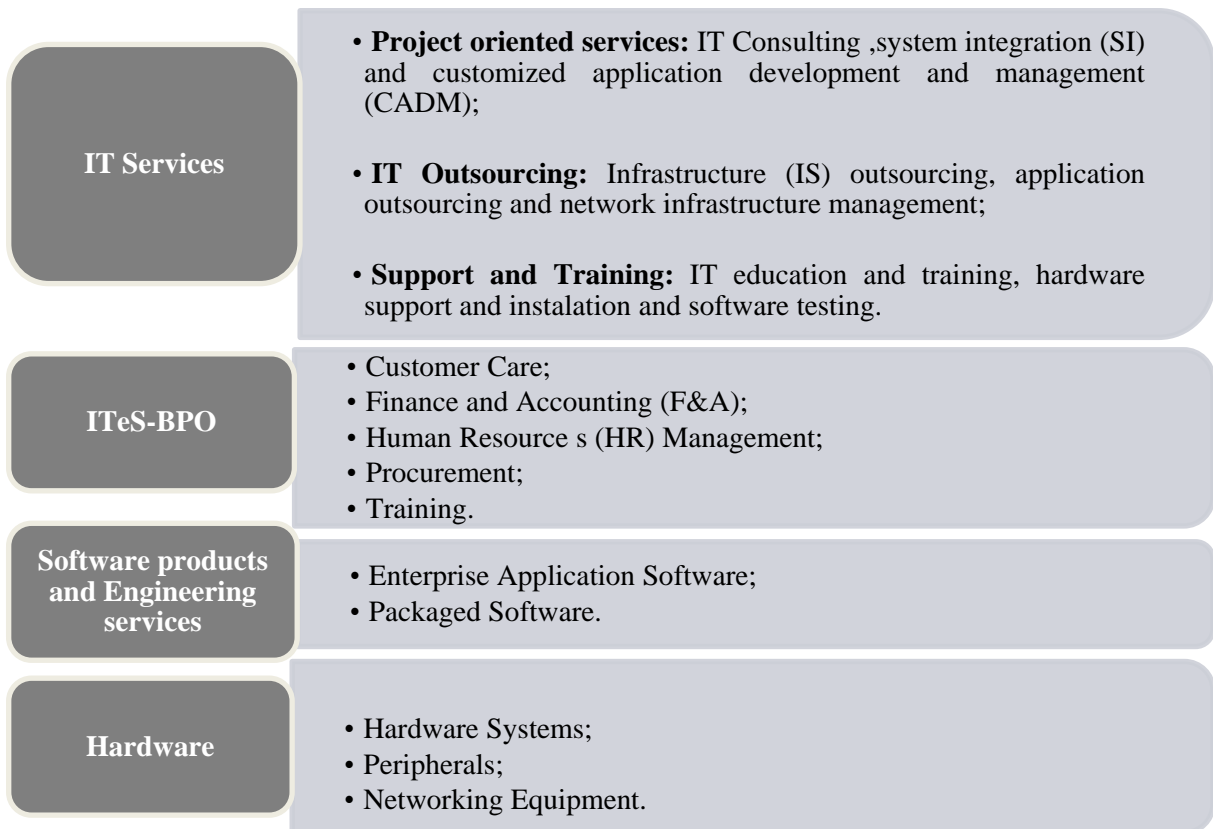 IT Services
• Project oriented services: IT Consulting ,system integration (SI)
and customized application development and management
(CADM);
• IT Outsourcing: Infrastructure (IS) outsourcing, application
outsourcing and network infrastructure management;
• Support and Training: IT education and training, hardware
support and instalation and software testing.
ITeS-BPO
• Customer Care;
• Finance and Accounting (F&A);
• Human Resource s (HR) Management;
• Procurement;
• Training.
Software products
and Engineering
services
• Enterprise Application Software;
• Packaged Software.
Hardware
• Hardware Systems;
• Peripherals;
• Networking Equipment.